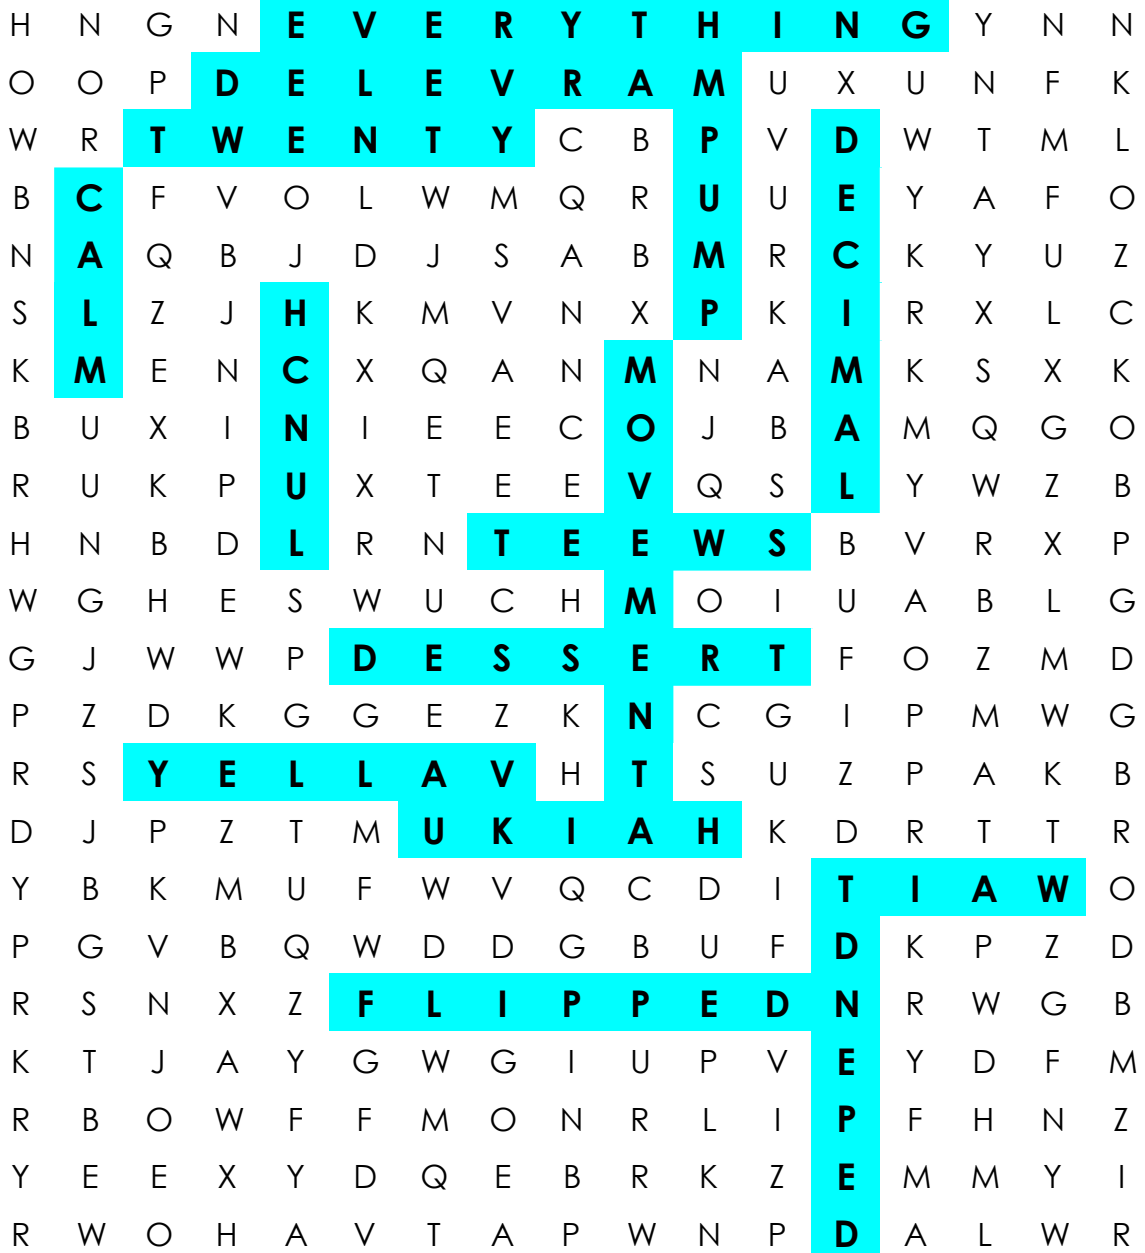 H N G N E V E R Y T H I N G Y N N
O O P D E L E V R A M U X U N F K
W R T W E N T Y C B P V D W T M L
B C F V O L W M Q R U U E Y A F O
N A Q B J D J S A B M R C K Y U Z
S L Z J H K M V N X P K I R X L C
K M E N C X Q A N M N A M K S X K
B U X I N I E E C O J B A M Q G O
R U K P U X T E E V Q S L Y W Z B
H N B D L R N T E E W S B V R X P
W G H E S W U C H M O I U A B L G
G J W W P D E S S E R T F O Z M D
P Z D K G G E Z K N C G I P M W G
R S Y E L L A V H T S U Z P A K B
D J P Z T M U K I A H K D R T T R
Y B K M U F W V Q C D I T I A W O
P G V B Q W D D G B U F D K P Z D
R S N X Z F L I P P E D N R W G B
K T J A Y G W G I U P V E Y D F M
R B O W F F M O N R L I P F H N Z
Y E E X Y D Q E B R K Z E M M Y I
R W O H A V T A P W N P D A L W R